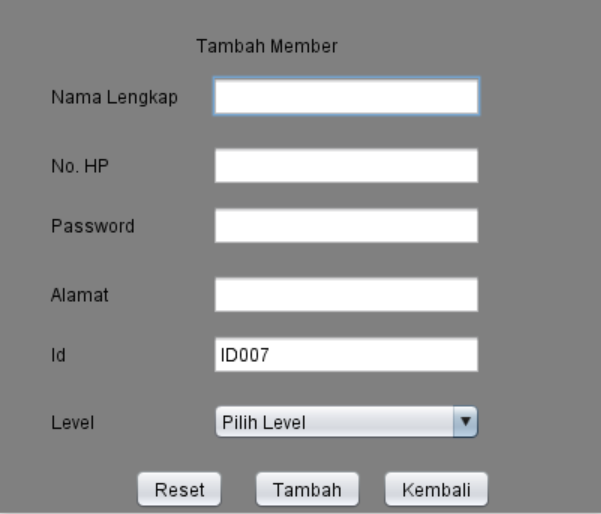 Tambah Member
Nama Lengkap
No. HP
Password
Alamat
Id ID007
Level Pilih Level
Reset Tambah Kembali